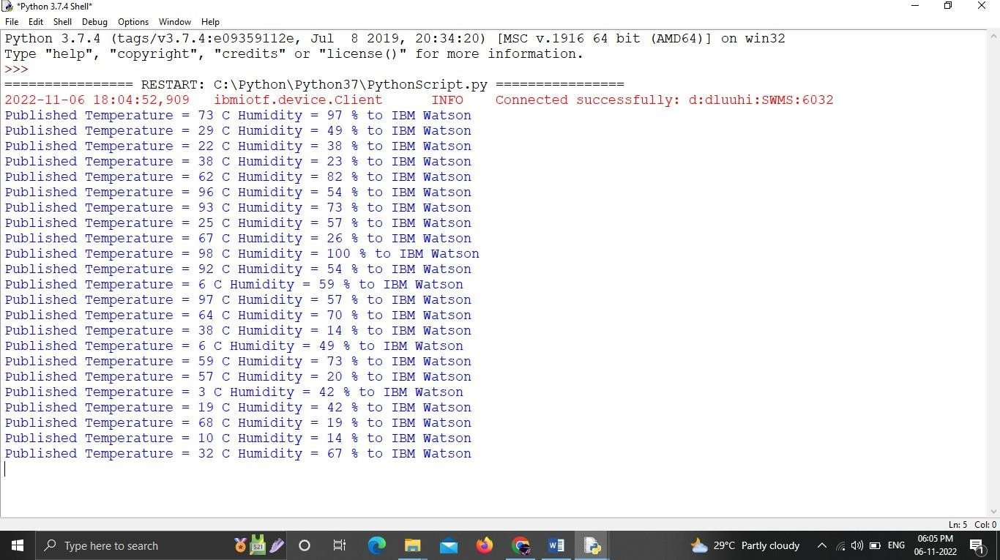 *Python 3.7.4 Shell*
File Edit Shell Debug Options Window Help
Python 3.7.4 (tags/v3.7.4:e09359112e, Jul  8 2019, 20:34:20) [MSC v.1916 64 bit (AMD64)] on win32
Type "help", "copyright", "credits" or "license()" for more information.
>>>
================ RESTART: C:\Python\Python37\PythonScript.py ================
2022-11-06 18:04:52,909   ibmiotf.device.Client      INFO    Connected successfully: d:dluuhi:SWMS:6032
Published Temperature = 73 C Humidity = 97 % to IBM Watson
Published Temperature = 29 C Humidity = 49 % to IBM Watson
Published Temperature = 22 C Humidity = 38 % to IBM Watson
Published Temperature = 38 C Humidity = 23 % to IBM Watson
Published Temperature = 62 C Humidity = 82 % to IBM Watson
Published Temperature = 96 C Humidity = 54 % to IBM Watson
Published Temperature = 93 C Humidity = 73 % to IBM Watson
Published Temperature = 25 C Humidity = 57 % to IBM Watson
Published Temperature = 67 C Humidity = 26 % to IBM Watson
Published Temperature = 98 C Humidity = 100 % to IBM Watson
Published Temperature = 92 C Humidity = 54 % to IBM Watson
Published Temperature = 6 C Humidity = 59 % to IBM Watson
Published Temperature = 97 C Humidity = 57 % to IBM Watson
Published Temperature = 64 C Humidity = 70 % to IBM Watson
Published Temperature = 38 C Humidity = 14 % to IBM Watson
Published Temperature = 6 C Humidity = 49 % to IBM Watson
Published Temperature = 59 C Humidity = 73 % to IBM Watson
Published Temperature = 57 C Humidity = 20 % to IBM Watson
Published Temperature = 3 C Humidity = 42 % to IBM Watson
Published Temperature = 19 C Humidity = 42 % to IBM Watson
Published Temperature = 68 C Humidity = 19 % to IBM Watson
Published Temperature = 10 C Humidity = 14 % to IBM Watson
Published Temperature = 32 C Humidity = 67 % to IBM Watson
Ln: 5 Col: 0
Type here to search
521
29°C Partly cloudy
ENG
06:05 PM
06-11-2022
1